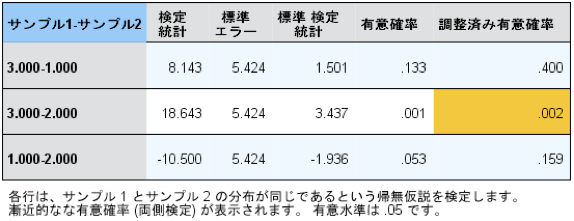 サンプル1-サンプル2 検定統計 標準エラー 標準 検定統計 有意確率 調整済み有意確率
3.000-1.000 8.143 5.424 1.501 .133 .400
3.000-2.000 18.643 5.424 3.437 .001 .002
1.000-2.000 -10.500 5.424 -1.936 .053 .159
各行は、サンプル 1 とサンプル 2 の分布が同じであるという帰無仮説を検定します。
漸近的なな有意確率 (両側検定) が表示されます。 有意水準は .05 です。